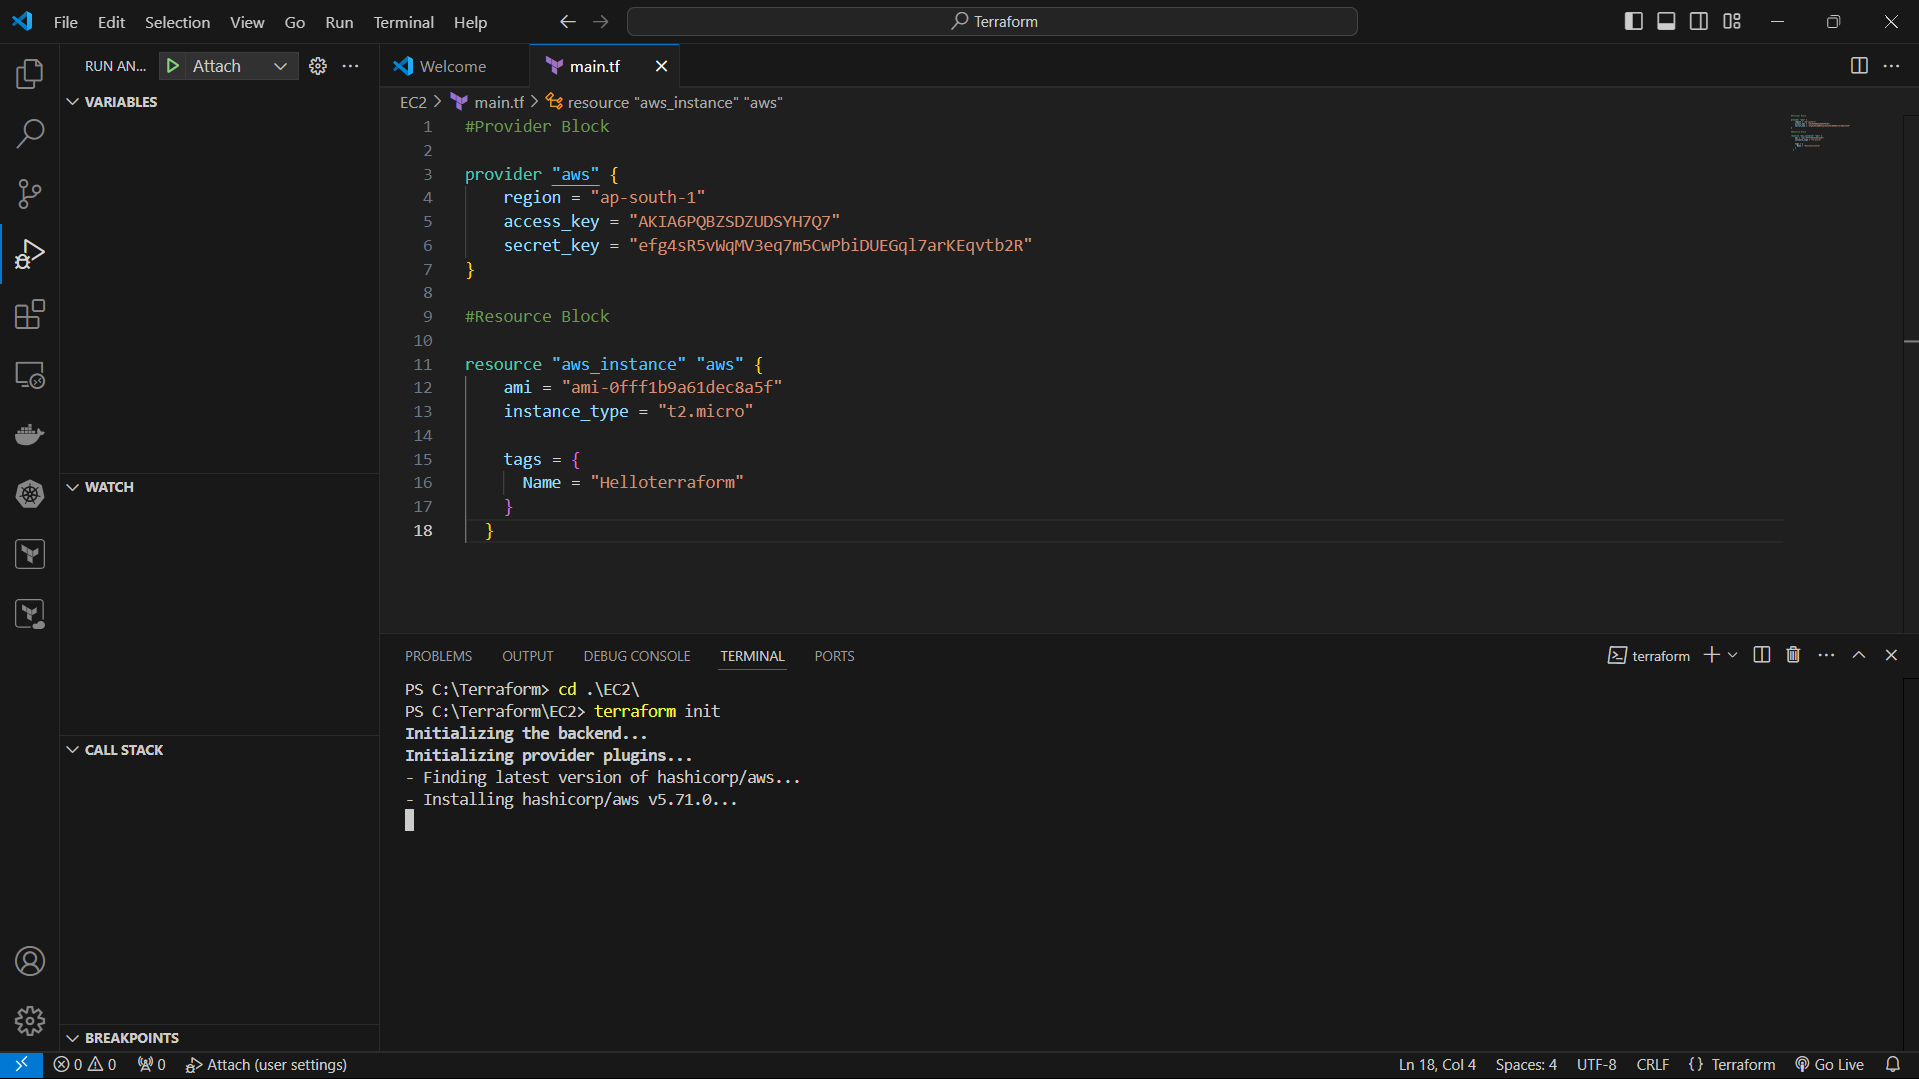 File Edit Selection View Go Run Terminal Help
Terraform
RUN AN... Attach
VARIABLES
WATCH
CALL STACK
BREAKPOINTS
Welcome main.tf
EC2 > main.tf > resource "aws_instance" "aws"
1 #Provider Block
2
3 provider "aws" {
4 region = "ap-south-1"
5 access_key = "AKIA6PQBZSDZUDSYH7Q7"
6 secret_key = "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"
7 }
8
9 #Resource Block
10
11 resource "aws_instance" "aws" {
12 ami = "ami-0fff1b9a61dec8a5f"
13 instance_type = "t2.micro"
14
15 tags = {
16 Name = "Helloterraform"
17 }
18 }
PROBLEMS OUTPUT DEBUG CONSOLE TERMINAL PORTS
terraform
PS C:\Terraform> cd .\EC2\
PS C:\Terraform\EC2> terraform init
Initializing the backend...
Initializing provider plugins...
- Finding latest version of hashicorp/aws...
- Installing hashicorp/aws v5.71.0...
0 0 0 Attach (user settings)
Ln 18, Col 4 Spaces: 4 UTF-8 CRLF {} Terraform Go Live